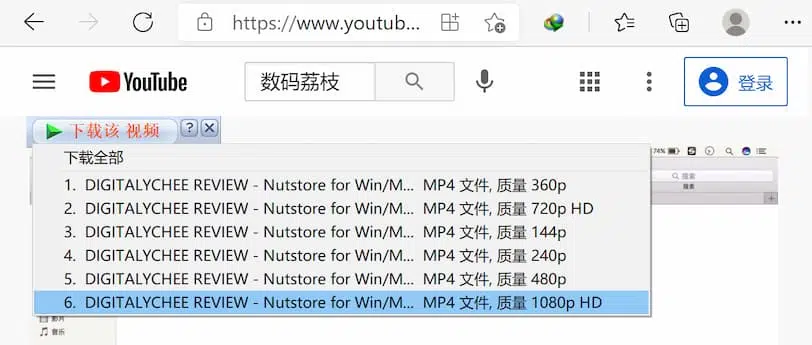 https://www.youtub...
YouTube
数码荔枝
登录
下载该 视频
?
下载全部
1. DIGITALYCHEE REVIEW - Nutstore for Win/M... MP4 文件, 质量 360p
2. DIGITALYCHEE REVIEW - Nutstore for Win/M... MP4 文件, 质量 720p HD
3. DIGITALYCHEE REVIEW - Nutstore for Win/M... MP4 文件, 质量 144p
4. DIGITALYCHEE REVIEW - Nutstore for Win/M... MP4 文件, 质量 240p
5. DIGITALYCHEE REVIEW - Nutstore for Win/M... MP4 文件, 质量 480p
6. DIGITALYCHEE REVIEW - Nutstore for Win/M... MP4 文件, 质量 1080p HD
74%
搜索
搜索
影片
音乐